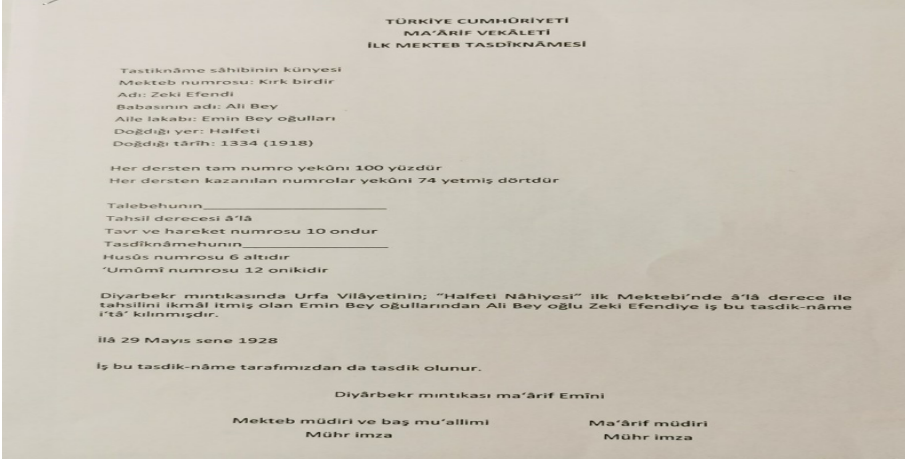 TÜRKİYE CUMHÛRİYETİ
MA‘ÂRİF VEKÂLETİ
İLK MEKTEB TASDÎKNÂMESİ
Tastiknâme sâhibinin künyesi
Mekteb numrosu: Kırk birdir
Adı: Zeki Efendi
Babasının adı: Ali Bey
Aile lakabı: Emin Bey oğulları
Doğdığı yer: Halfeti
Doğdığı târîh: 1334 (1918)
Her dersten tam numro yekûnı 100 yüzdür
Her dersten kazanılan numrolar yekûni 74 yetmiş dörtdür
Talebehunın
Tahsil derecesi â‘lâ
Tavr ve hareket numrosu 10 ondur
Tasdîknâmehunın
Husûs numrosu 6 altıdır
‘Umûmî numrosu 12 onikidir
Diyarbekr mıntıkasında Urfa Vilâyetinin; “Halfeti Nâhiyesi” ilk Mektebi’nde â‘lâ derece ile
tahsilini ikmâl itmiş olan Emin Bey oğullarından Ali Bey oğlu Zeki Efendiye iş bu tasdik-nâme
i‘tâ’ kılınmışdır.
İlâ 29 Mayıs sene 1928
İş bu tasdik-nâme tarafımızdan da tasdik olunur.
Diyârbekr mıntıkası ma‘ârif Emîni
Mekteb müdiri ve baş mu‘allimi
Mühr imza
Ma‘ârif müdiri
Mühr imza